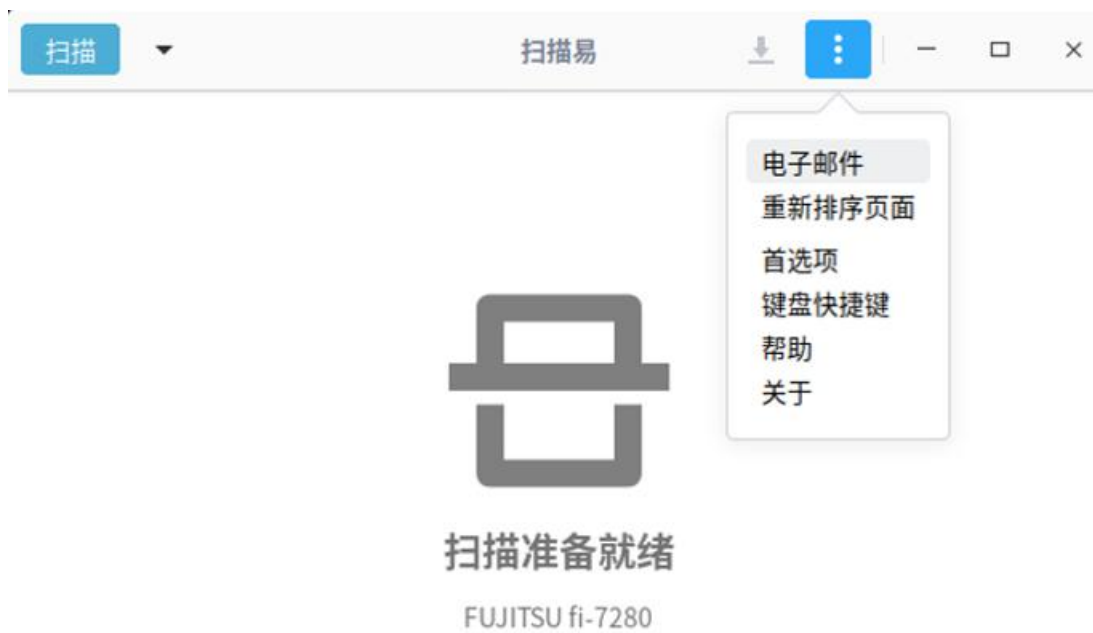 扫描
扫描易
电子邮件
重新排序页面
首选项
键盘快捷键
帮助
关于
扫描准备就绪
FUJITSU fi-7280